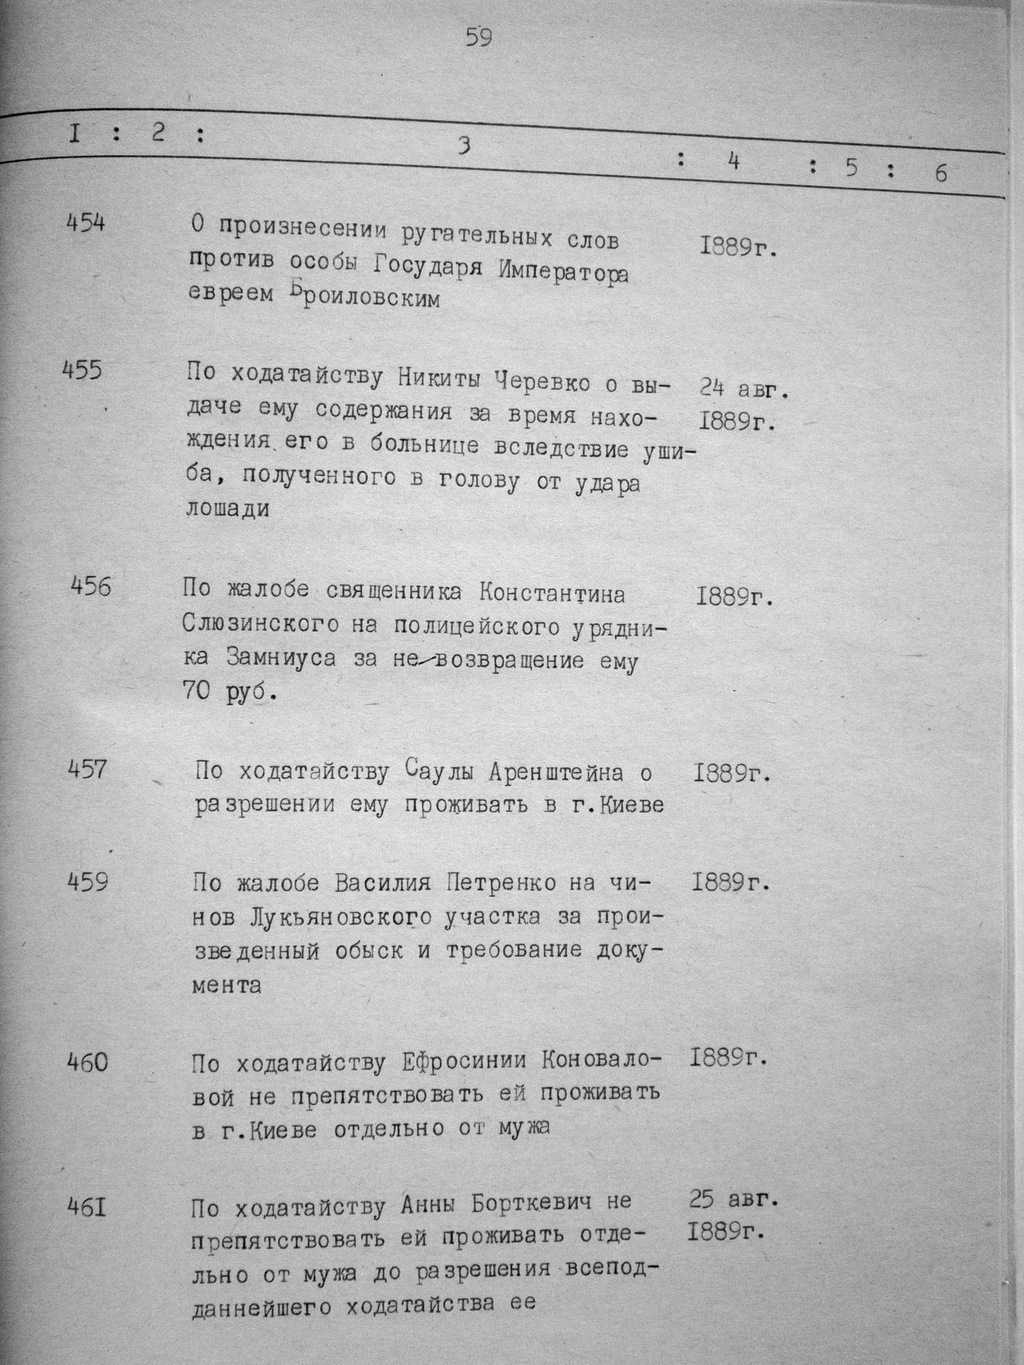 59
I : 2 : 3 : 4 : 5 : 6
454 О произнесении ругательных слов 1889г.
против особы Государя Императора
евреем Броиловским
455 По ходатайству Никиты Черевко о вы- 24 авг.
даче ему содержания за время нахо- 1889г.
ждения его в больнице вследствие уши-
ба, полученного в голову от удара
лошади
456 По жалобе священника Константина 1889г.
Слюзинского на полицейского урядни-
ка Замниуса за не-возвращение ему
70 руб.
457 По ходатайству Саулы Аренштейна о 1889г.
разрешении ему проживать в г.Киеве
459 По жалобе Василия Петренко на чи- 1889г.
нов Лукьяновского участка за прои-
зведенный обыск и требование доку-
мента
460 По ходатайству Ефросинии Коновало- 1889г.
вой не препятствовать ей проживать
в г.Киеве отдельно от мужа
461 По ходатайству Анны Борткевич не 25 авг.
препятствовать ей проживать отде- 1889г.
льно от мужа до разрешения всепод-
даннейшего ходатайства ее